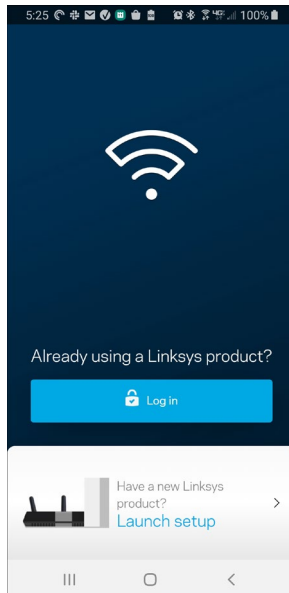 5:25 100%
Already using a Linksys product?
Log in
Have a new Linksys
product?
Launch setup